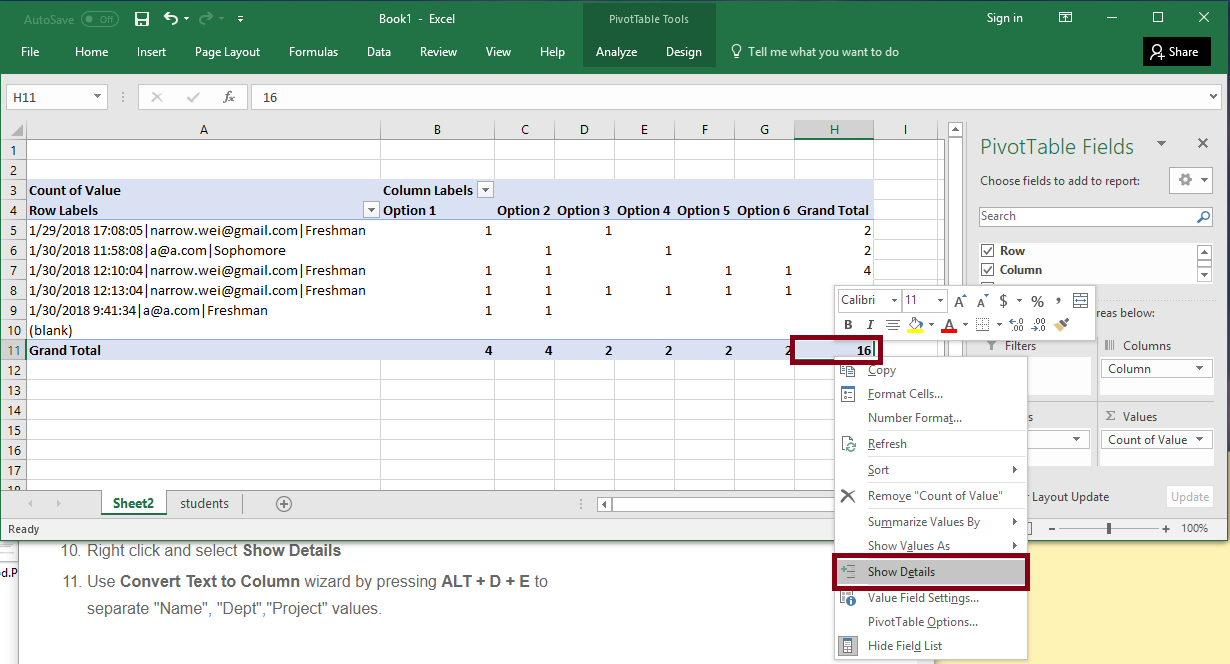 AutoSave Off Book1 - Excel PivotTable Tools Sign in
File Home Insert Page Layout Formulas Data Review View Help Analyze Design Tell me what you want to do Share
H11 fx 16
A B C D E F G H I
1
2
3 Count of Value Column Labels
4 Row Labels Option 1 Option 2 Option 3 Option 4 Option 5 Option 6 Grand Total
5 1/29/2018 17:08:05|narrow.wei@gmail.com|Freshman 1 1 2
6 1/30/2018 11:58:08|a@a.com|Sophomore 1 1 2
7 1/30/2018 12:10:04|narrow.wei@gmail.com|Freshman 1 1 1 1 4
8 1/30/2018 12:13:04|narrow.wei@gmail.com|Freshman 1 1 1 1 1 1
9 1/30/2018 9:41:34|a@a.com|Freshman 1 1
10 (blank)
11 Grand Total 4 4 2 2 2 2 16
12
13
14
15
16
17
18
PivotTable Fields
Choose fields to add to report:
Search
Row
Column
Calibri 11 A A $ % ,
B I A .00 .00
reas below:
Filters Columns
Column
Σ Values
Count of Value
Layout Update Update
Copy
Format Cells...
Number Format...
Refresh
Sort
Remove "Count of Value"
Summarize Values By
Show Values As
Show Details
Value Field Settings...
PivotTable Options...
Hide Field List
Sheet2 students
Ready 100%
d.P
10. Right click and select Show Details
11. Use Convert Text to Column wizard by pressing ALT + D + E to
separate "Name", "Dept","Project" values.